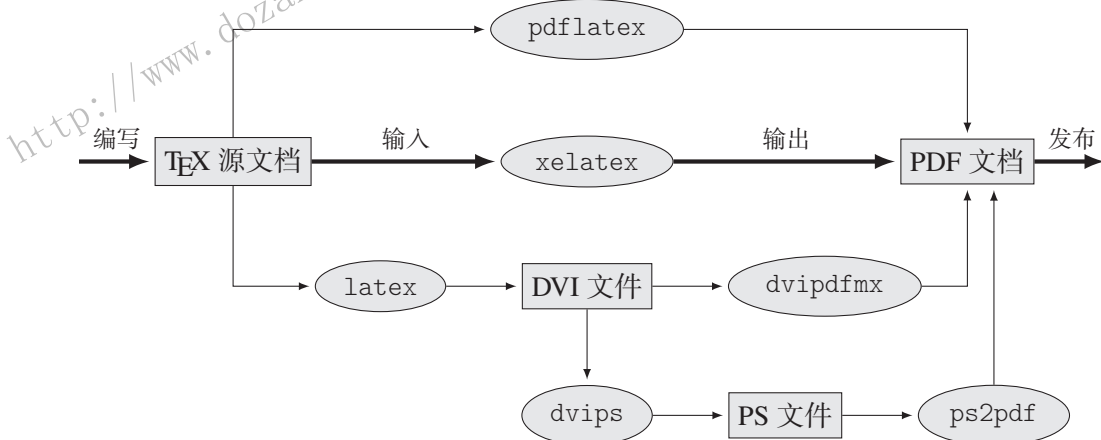 http://www.doza
pdflatex
编写
TEX 源文档
输入
xelatex
输出
PDF 文档
发布
latex
DVI 文件
dvipdfmx
dvips
PS 文件
ps2pdf